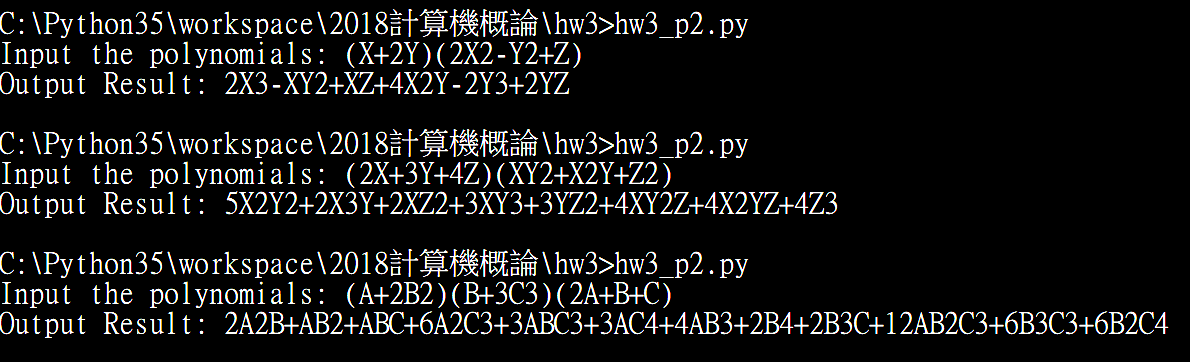 C:\Python35\workspace\2018計算機概論\hw3>hw3_p2.py
Input the polynomials: (X+2Y)(2X2-Y2+Z)
Output Result: 2X3-XY2+XZ+4X2Y-2Y3+2YZ
C:\Python35\workspace\2018計算機概論\hw3>hw3_p2.py
Input the polynomials: (2X+3Y+4Z)(XY2+X2Y+Z2)
Output Result: 5X2Y2+2X3Y+2XZ2+3XY3+3YZ2+4XY2Z+4X2YZ+4Z3
C:\Python35\workspace\2018計算機概論\hw3>hw3_p2.py
Input the polynomials: (A+2B2)(B+3C3)(2A+B+C)
Output Result: 2A2B+AB2+ABC+6A2C3+3ABC3+3AC4+4AB3+2B4+2B3C+12AB2C3+6B3C3+6B2C4